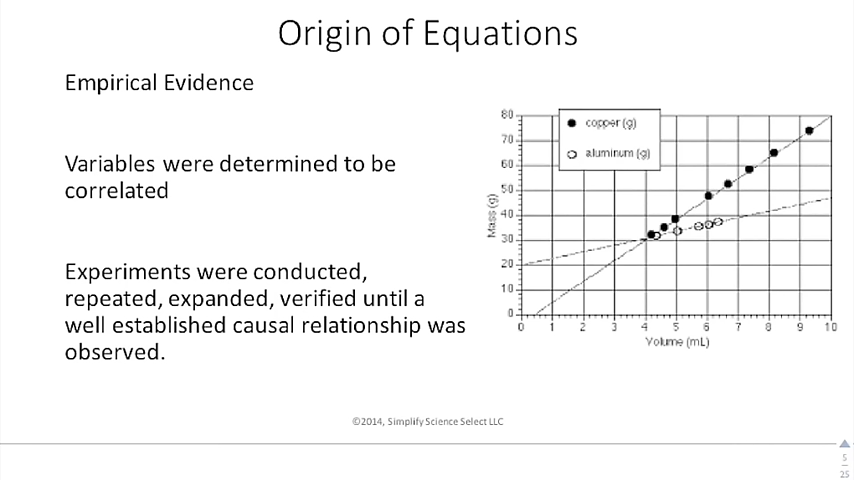 Origin of Equations
Empirical Evidence
Variables were determined to be
correlated
Experiments were conducted,
repeated, expanded, verified until a
well established causal relationship was
observed.
80
70
60
50
40
30
20
10
0
Mass (g)
copper (g)
aluminum (g)
0 1 2 3 4 5 6 7 8 9 10
Volume (mL)
©2014, Simplify Science Select LLC
5
25